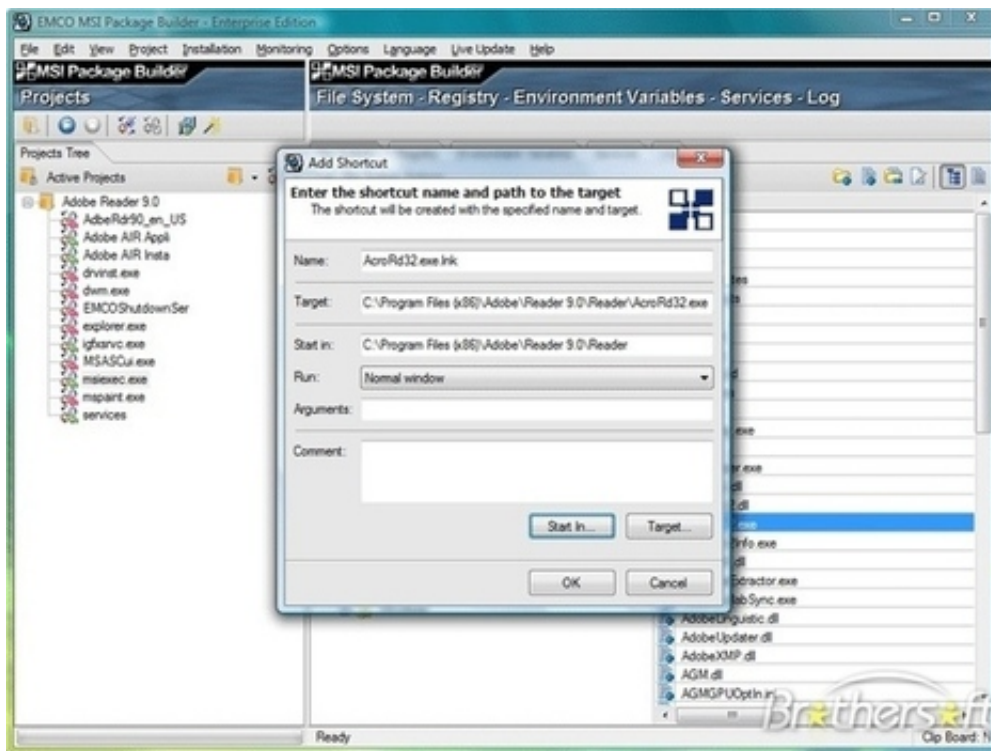 EMCO MSI Package Builder - Enterprise Edition
File Edit View Project Installation Monitoring Options Language Live Update Help
MSI Package Builder
MSI Package Builder
Projects
File System - Registry - Environment Variables - Services - Log
Projects Tree
Active Projects
Adobe Reader 9.0
AdbeRdr90_en_US
Adobe AIR Appli
Adobe AIR Insta
drvinst.exe
dwm.exe
EMCOShutdownSer
explorer.exe
igfxsrvc.exe
MSASCui.exe
msiexec.exe
mspaint.exe
services
Add Shortcut
Enter the shortcut name and path to the target
The shortcut will be created with the specified name and target.
Name: AcroRd32.exe.lnk
Target: C:\Program Files (x86)\Adobe\Reader 9.0\Reader\AcroRd32.exe
Start in: C:\Program Files (x86)\Adobe\Reader 9.0\Reader
Run: Normal window
Arguments:
Comment:
Start In... Target...
OK Cancel
AdobeLinguistic.dll
AdobeUpdater.dll
AdobeXMP.dll
AGM.dll
AGMGPUOptIn.ini
Brothersoft
Ready
Clip Board: N